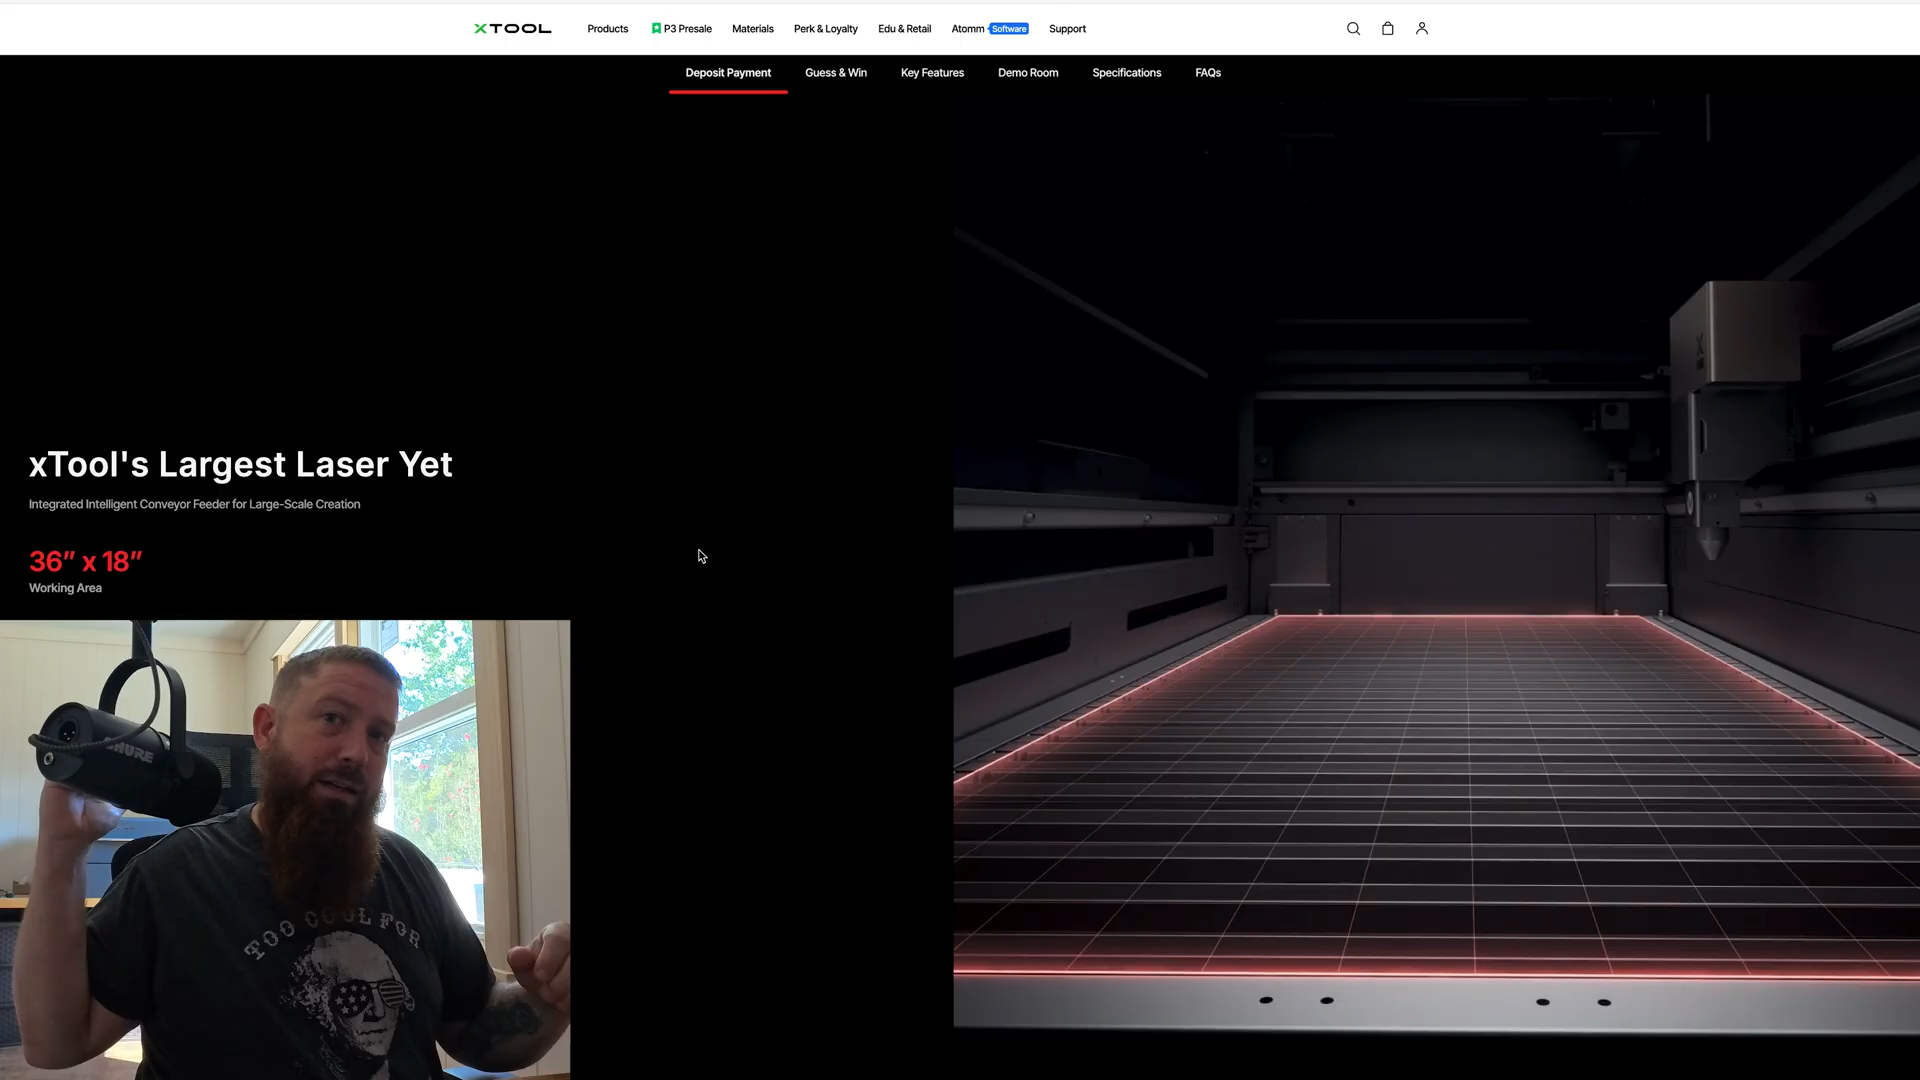 XTOOL
Products
P3 Presale
Materials
Perk & Loyalty
Edu & Retail
Atomm Software
Support
Deposit Payment
Guess & Win
Key Features
Demo Room
Specifications
FAQs
xTool's Largest Laser Yet
Integrated Intelligent Conveyor Feeder for Large-Scale Creation
36” x 18”
Working Area
SHURE
TOO COOL FOR